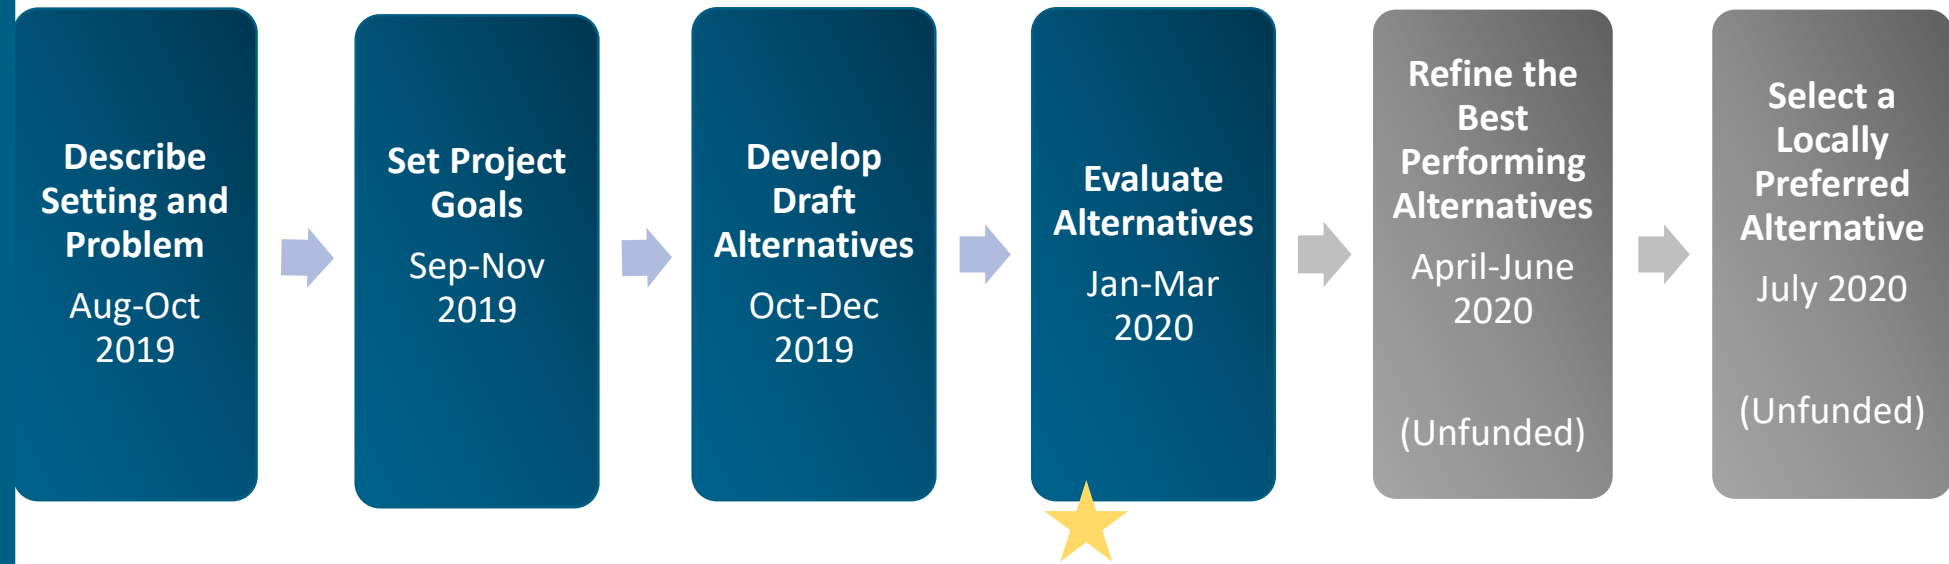 Describe
Setting and
Problem
Aug-Oct
2019
Set Project
Goals
Sep-Nov
2019
Develop
Draft
Alternatives
Oct-Dec
2019
Evaluate
Alternatives
Jan-Mar
2020
Refine the
Best
Performing
Alternatives
April-June
2020
(Unfunded)
Select a
Locally
Preferred
Alternative
July 2020
(Unfunded)